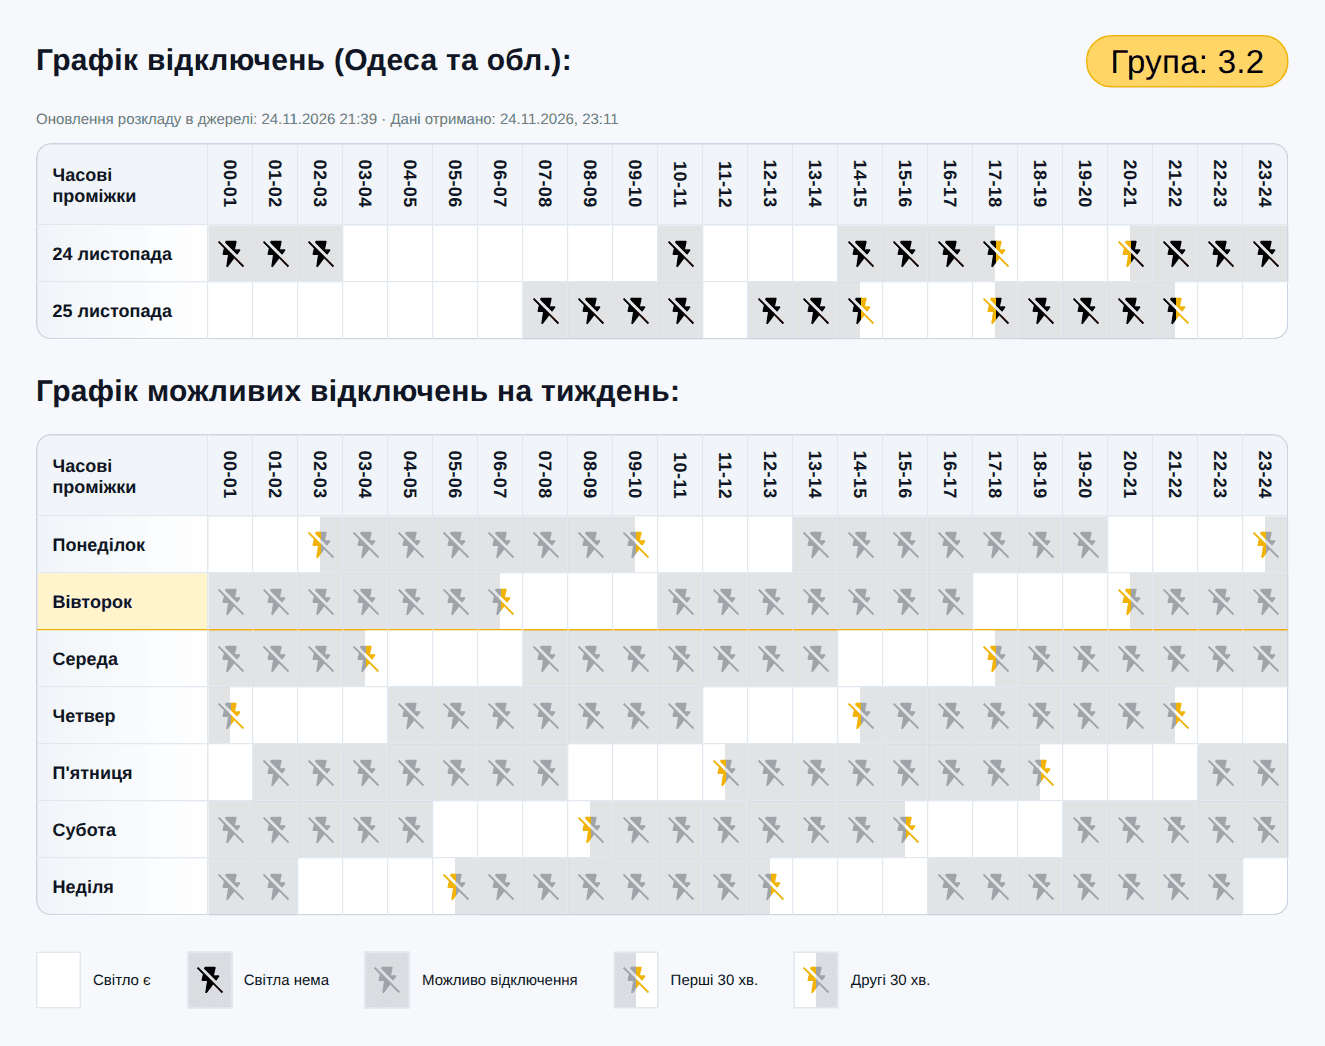 Графік відключень (Одеса та обл.):
Група: 3.2
Оновлення розкладу в джерелі: 24.11.2026 21:39 · Дані отримано: 24.11.2026, 23:11
Часові
проміжки
00-01 01-02 02-03 03-04 04-05 05-06 06-07 07-08 08-09 09-10 10-11 11-12 12-13 13-14 14-15 15-16 16-17 17-18 18-19 19-20 20-21 21-22 22-23 23-24
24 листопада
25 листопада
Графік можливих відключень на тиждень:
Часові
проміжки
00-01 01-02 02-03 03-04 04-05 05-06 06-07 07-08 08-09 09-10 10-11 11-12 12-13 13-14 14-15 15-16 16-17 17-18 18-19 19-20 20-21 21-22 22-23 23-24
Понеділок
Вівторок
Середа
Четвер
П'ятниця
Субота
Неділя
Світло є
Світла нема
Можливо відключення
Перші 30 хв.
Другі 30 хв.